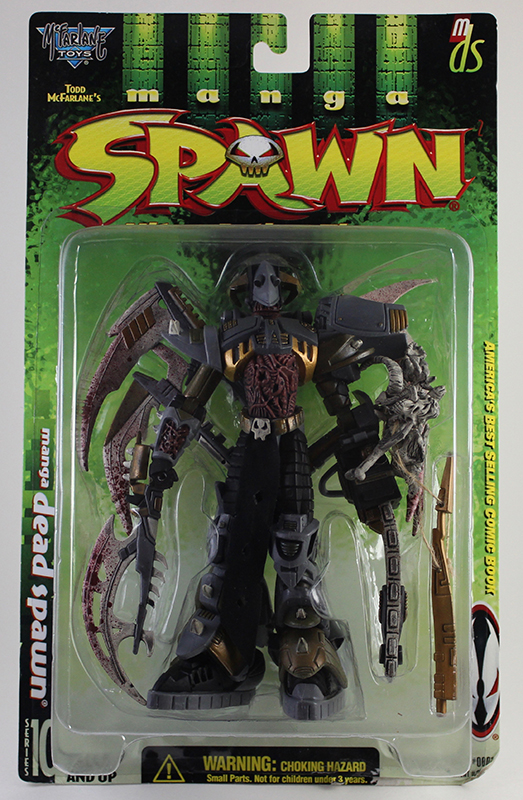 McFARLANE
TOYS
mds
TODD
McFARLANE'S
manga
SPAWN®
AMERICA'S BEST SELLING COMIC BOOK
manga dead spawn®
SERIES
10
AND UP
WARNING: CHOKING HAZARD
Small Parts. Not for children under 3 years.